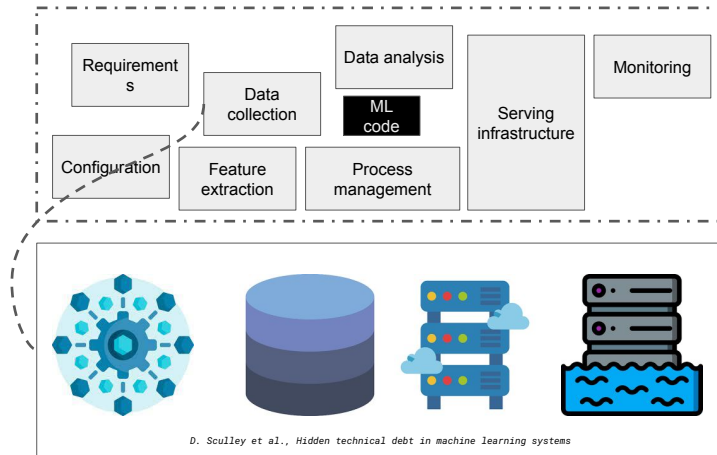 Requirement
s
Data
collection
Data analysis
ML
code
Serving
infrastructure
Monitoring
Configuration
Feature
extraction
Process
management
D. Sculley et al., Hidden technical debt in machine learning systems